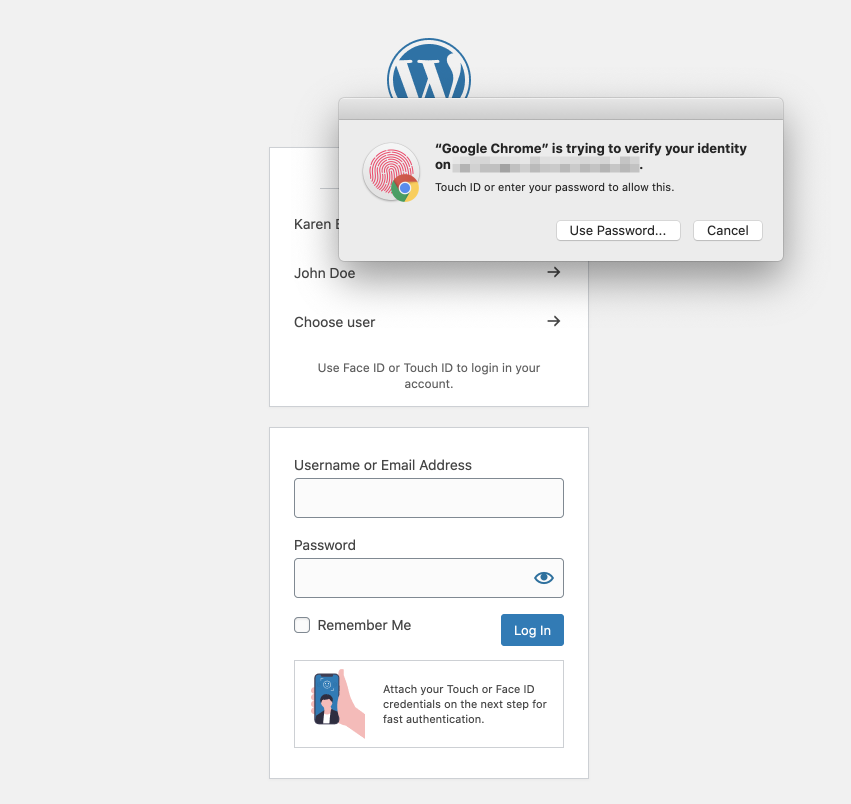 “Google Chrome” is trying to verify your identity
on .
Touch ID or enter your password to allow this.
Use Password...
Cancel
Karen
John Doe
Choose user
Use Face ID or Touch ID to login in your
account.
Username or Email Address
Password
Remember Me
Log In
Attach your Touch or Face ID
credentials on the next step for
fast authentication.